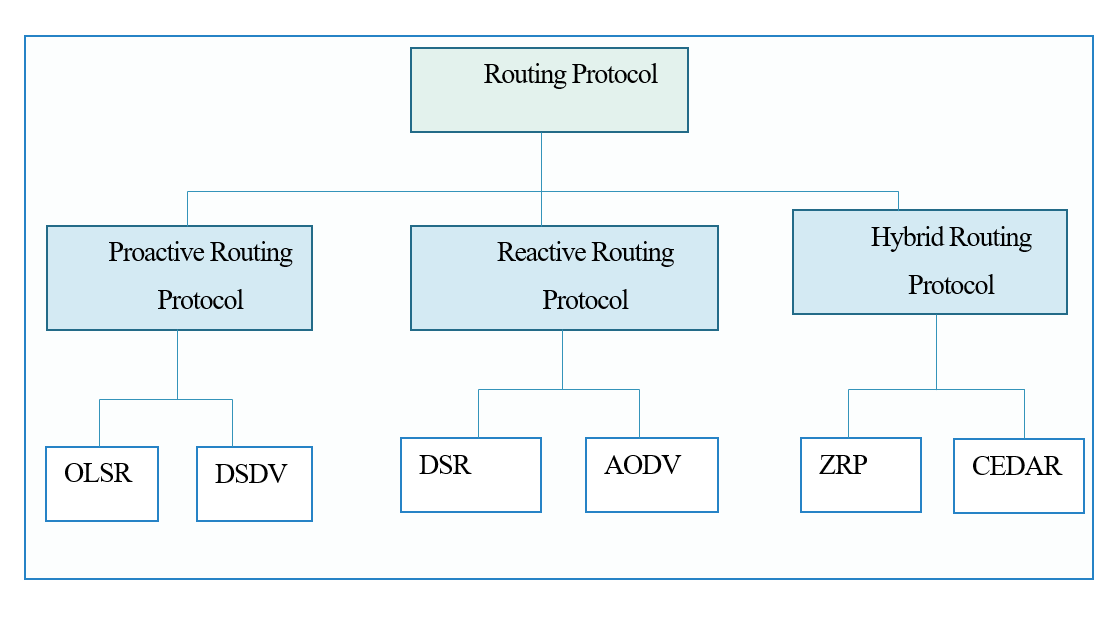 Routing Protocol
Proactive Routing
Protocol
Reactive Routing
Protocol
Hybrid Routing
Protocol
OLSR
DSDV
DSR
AODV
ZRP
CEDAR